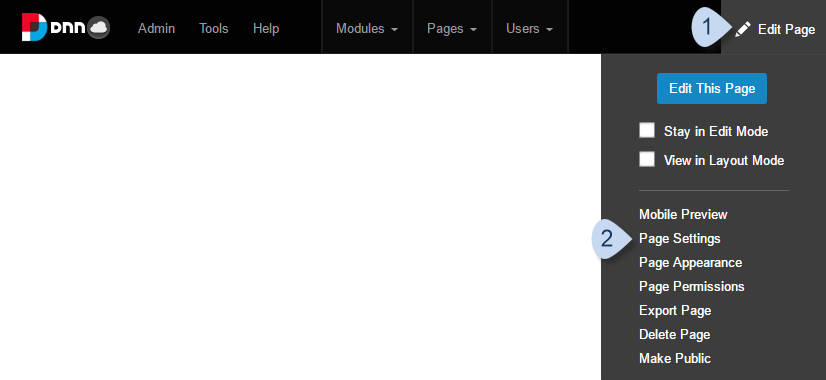 DNN Admin Tools Help Modules Pages Users 1 Edit Page
Edit This Page
Stay in Edit Mode
View in Layout Mode
Mobile Preview
2 Page Settings
Page Appearance
Page Permissions
Export Page
Delete Page
Make Public